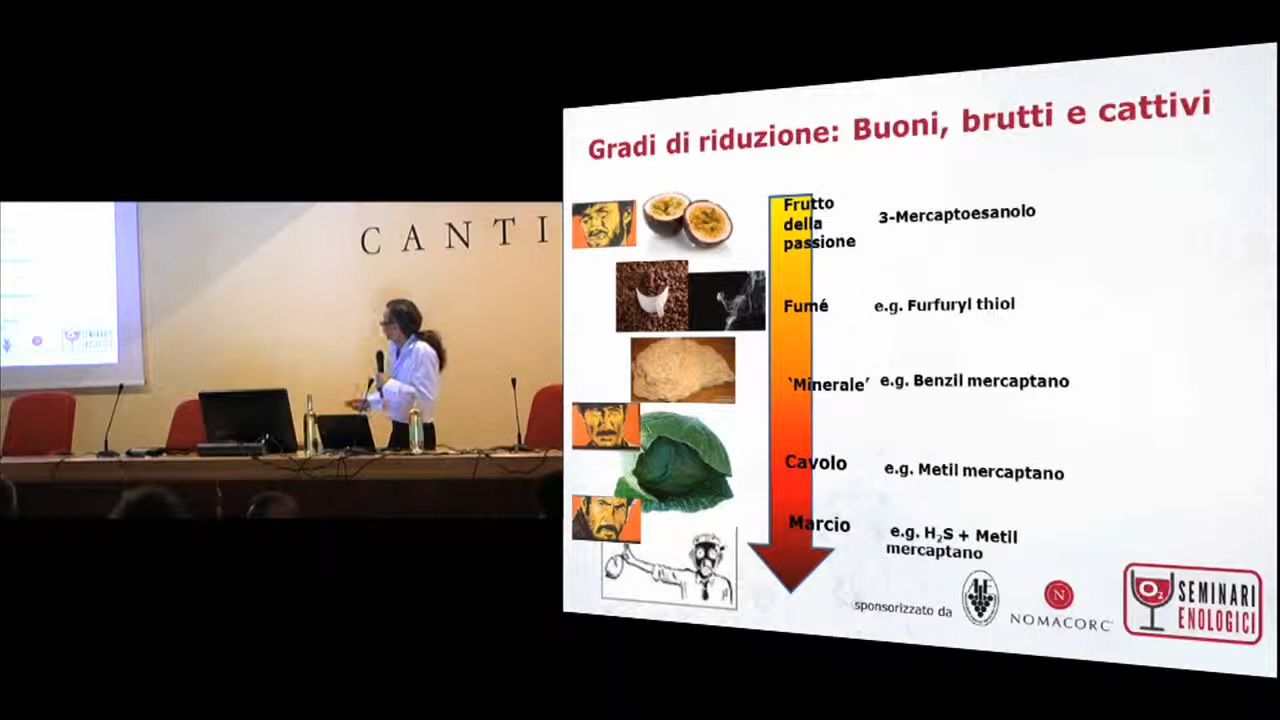 CANTI
Gradi di riduzione: Buoni, brutti e cattivi
Frutto
della
passione
3-Mercaptoesanolo
Fumé
e.g. Furfuryl thiol
‘Minerale’
e.g. Benzil mercaptano
Cavolo
e.g. Metil mercaptano
Marcio
e.g. H₂S + Metil
mercaptano
sponsorizzato da
N
NOMACORC
O₂
SEMINARI
ENOLOGICI